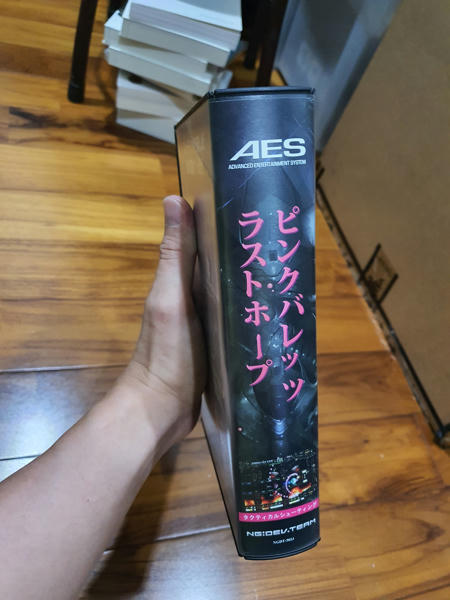 AES
ADVANCED ENTERTAINMENT SYSTEM
ピンクバレッツ
ラスト・ホープ
タクティカルシューティング
NG:DEV.TEAM